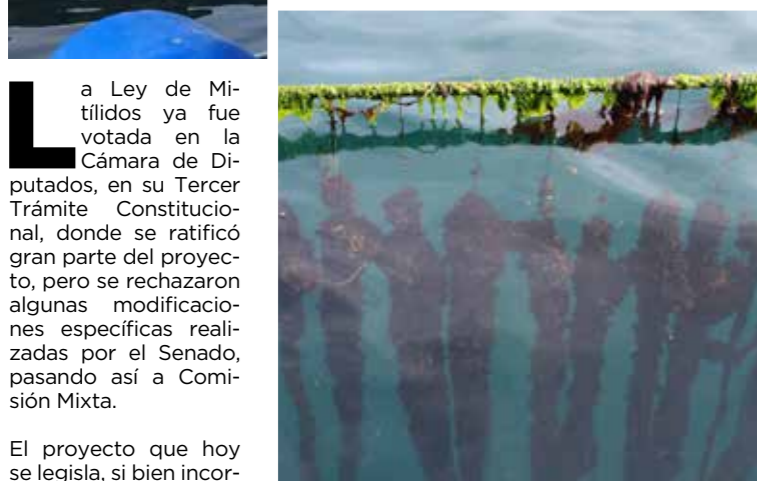 La Ley de Mi-
tílidos ya fue
votada en la
Cámara de Di-
putados, en su Tercer
Trámite Constitucio-
nal, donde se ratificó
gran parte del proyec-
to, pero se rechazaron
algunas modificacio-
nes específicas reali-
zadas por el Senado,
pasando así a Comi-
sión Mixta.
El proyecto que hoy
se legisla, si bien incor-